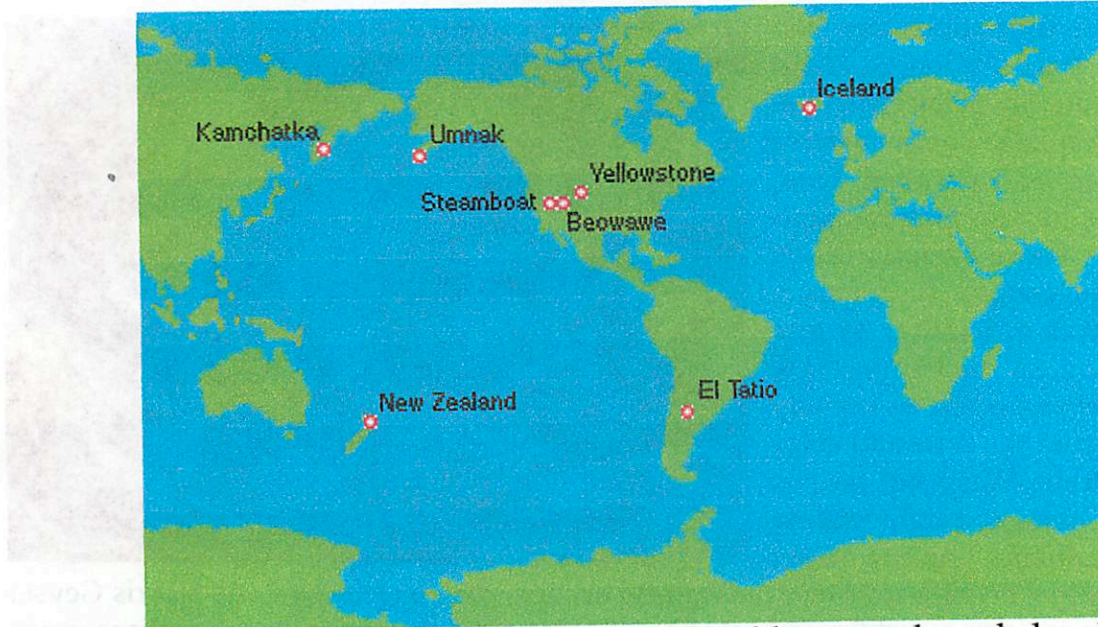 Iceland
Kamchatka
Umnak
Yellowstone
Steamboat
Beowawe
El Tatio
New Zealand